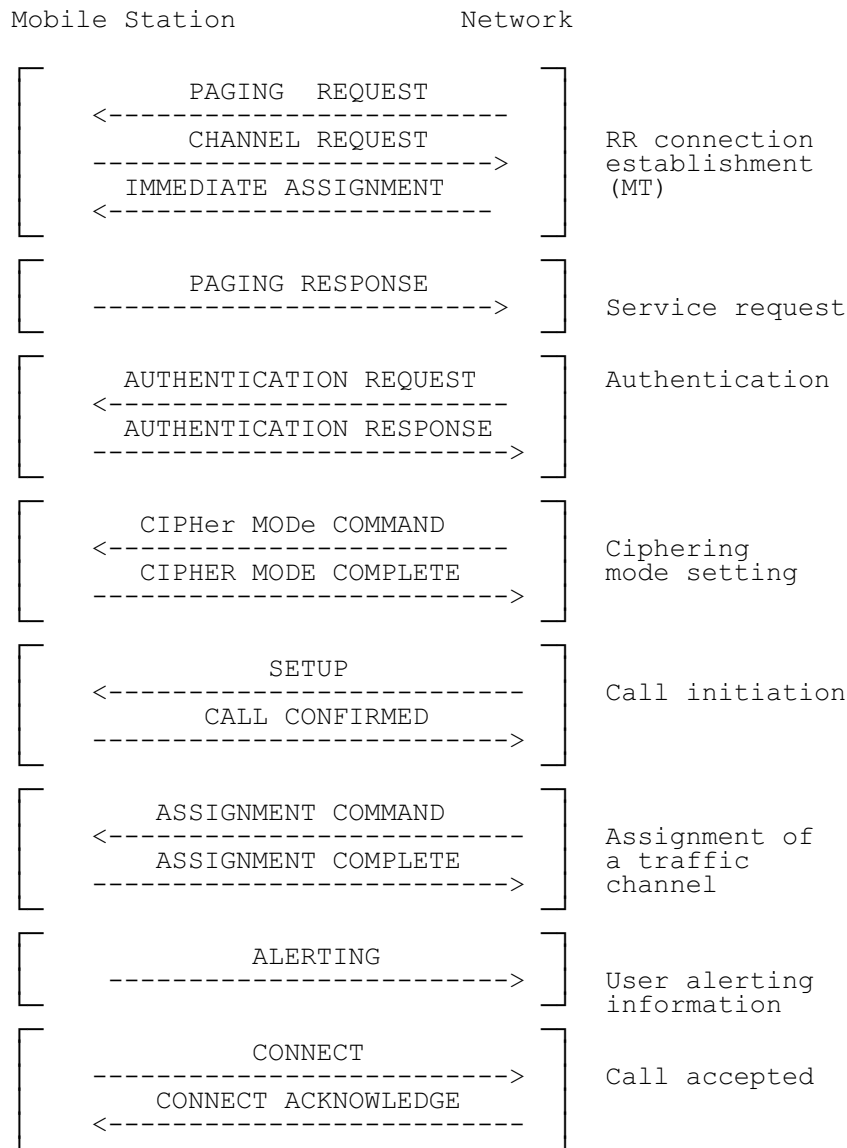 Mobile Station Network
PAGING REQUEST
<-------------------------
CHANNEL REQUEST
------------------------->
RR connection
establishment
(MT)
IMMEDIATE ASSIGNMENT
<------------------------
PAGING RESPONSE
------------------------->
Service request
AUTHENTICATION REQUEST
<-------------------------
Authentication
AUTHENTICATION RESPONSE
-------------------------->
CIPHer MODe COMMAND
<-------------------------
CIPHER MODE COMPLETE
-------------------------->
Ciphering
mode setting
SETUP
<--------------------------
Call initiation
CALL CONFIRMED
-------------------------->
ASSIGNMENT COMMAND
<--------------------------
ASSIGNMENT COMPLETE
-------------------------->
Assignment of
a traffic
channel
ALERTING
------------------------->
User alerting
information
CONNECT
-------------------------->
Call accepted
CONNECT ACKNOWLEDGE
<--------------------------